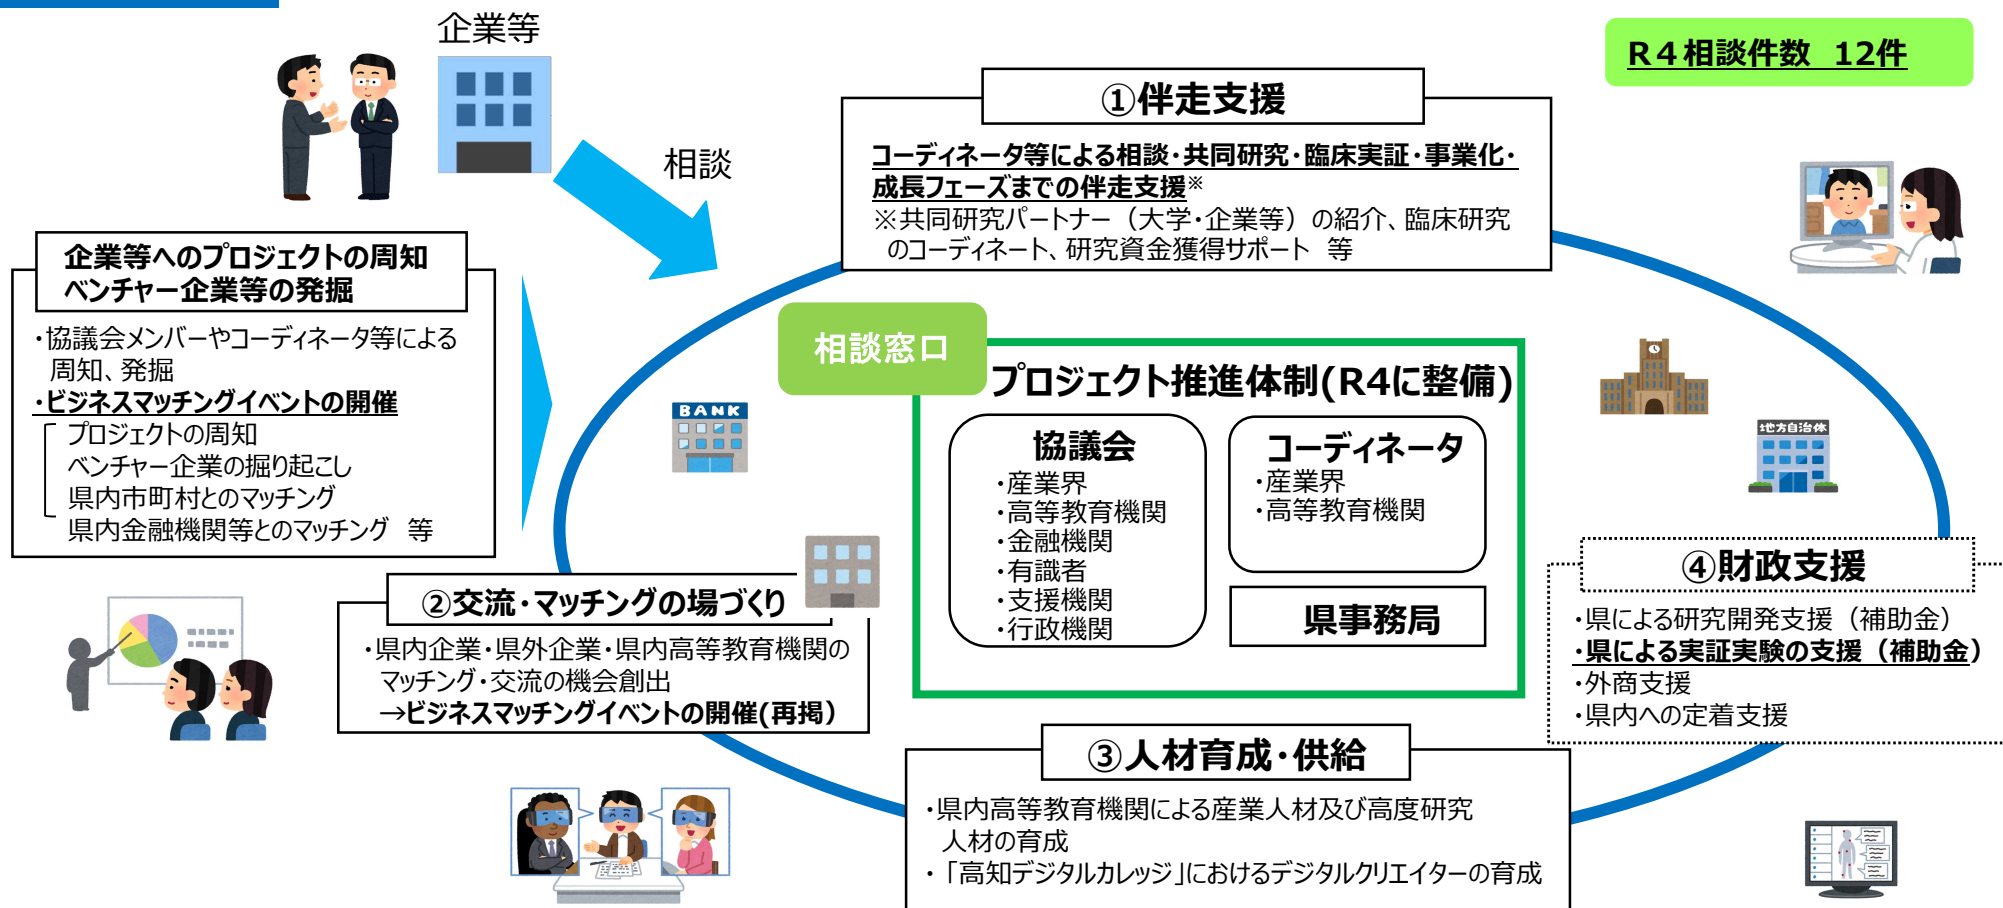 企業等
R4相談件数 12件
相談
①伴走支援
コーディネータ等による相談・共同研究・臨床実証・事業化・
成長フェーズまでの伴走支援※
※共同研究パートナー（大学・企業等）の紹介、臨床研究
のコーディネート、研究資金獲得サポート 等
企業等へのプロジェクトの周知
ベンチャー企業等の発掘
・協議会メンバーやコーディネータ等による
周知、発掘
・ビジネスマッチングイベントの開催
プロジェクトの周知
ベンチャー企業の掘り起こし
県内市町村とのマッチング
県内金融機関等とのマッチング 等
相談窓口
プロジェクト推進体制(R4に整備)
協議会
・産業界
・高等教育機関
・金融機関
・有識者
・支援機関
・行政機関
コーディネータ
・産業界
・高等教育機関
県事務局
BANK
地方自治体
②交流・マッチングの場づくり
・県内企業・県外企業・県内高等教育機関の
マッチング・交流の機会創出
→ビジネスマッチングイベントの開催(再掲）
③人材育成・供給
・県内高等教育機関による産業人材及び高度研究
人材の育成
・「高知デジタルカレッジ」におけるデジタルクリエイターの育成
④財政支援
・県による研究開発支援（補助金）
・県による実証実験の支援（補助金）
・外商支援
・県内への定着支援